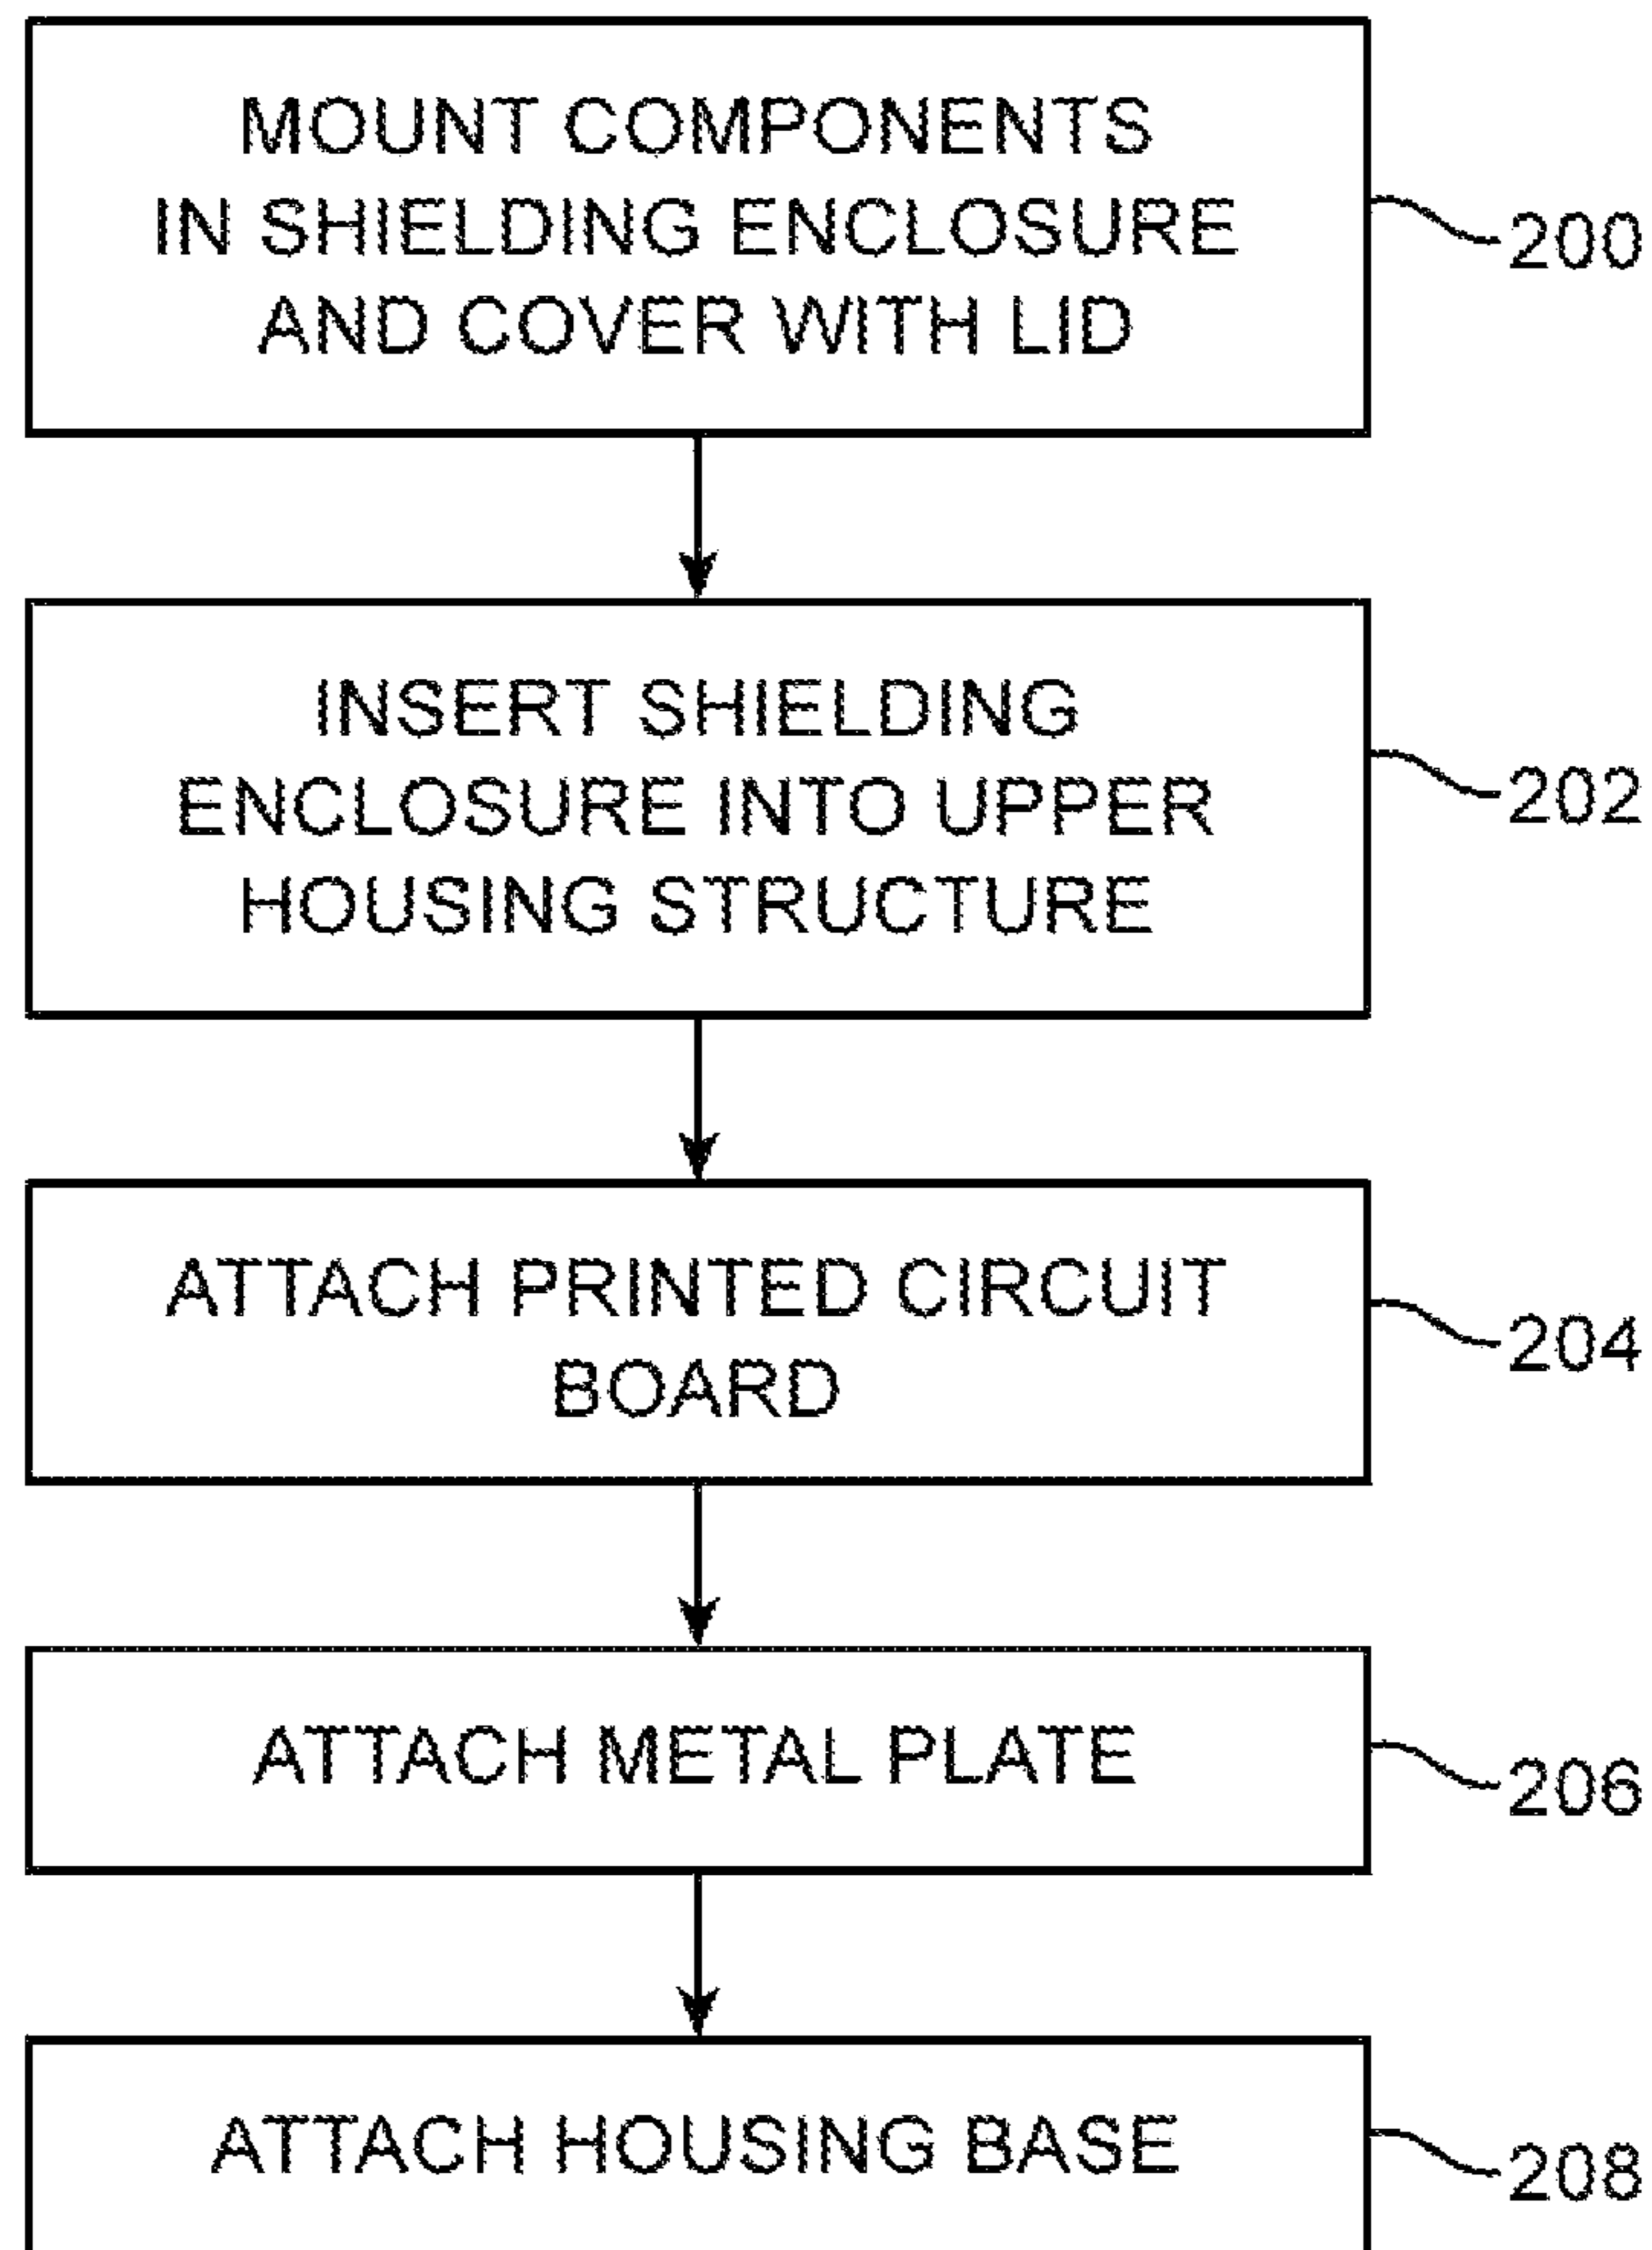 MOUNT COMPONENTS
IN SHIELDING ENCLOSURE
AND COVER WITH LID
200
INSERT SHIELDING
ENCLOSURE INTO UPPER
HOUSING STRUCTURE
202
ATTACH PRINTED CIRCUIT
BOARD
204
ATTACH METAL PLATE
206
ATTACH HOUSING BASE
208